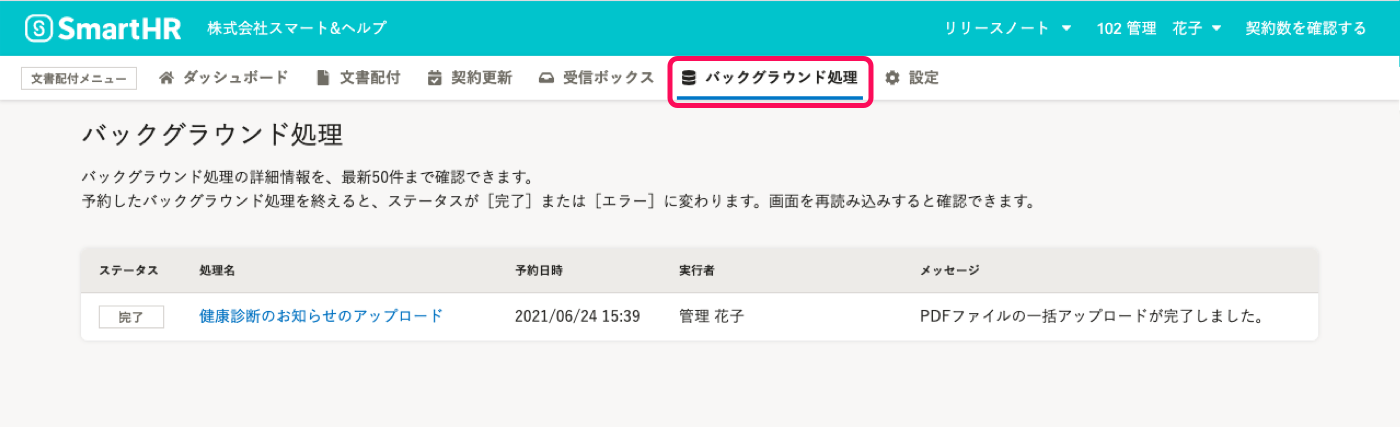 SmartHR 株式会社スマート&ヘルプ リリースノート 102 管理 花子 契約数を確認する
文書配付メニュー ダッシュボード 文書配付 契約更新 受信ボックス バックグラウンド処理 設定
バックグラウンド処理
バックグラウンド処理の詳細情報を、最新50件まで確認できます。
予約したバックグラウンド処理を終えると、ステータスが［完了］または［エラー］に変わります。画面を再読み込みすると確認できます。
ステータス 処理名 予約日時 実行者 メッセージ
完了 健康診断のお知らせのアップロード 2021/06/24 15:39 管理 花子 PDFファイルの一括アップロードが完了しました。